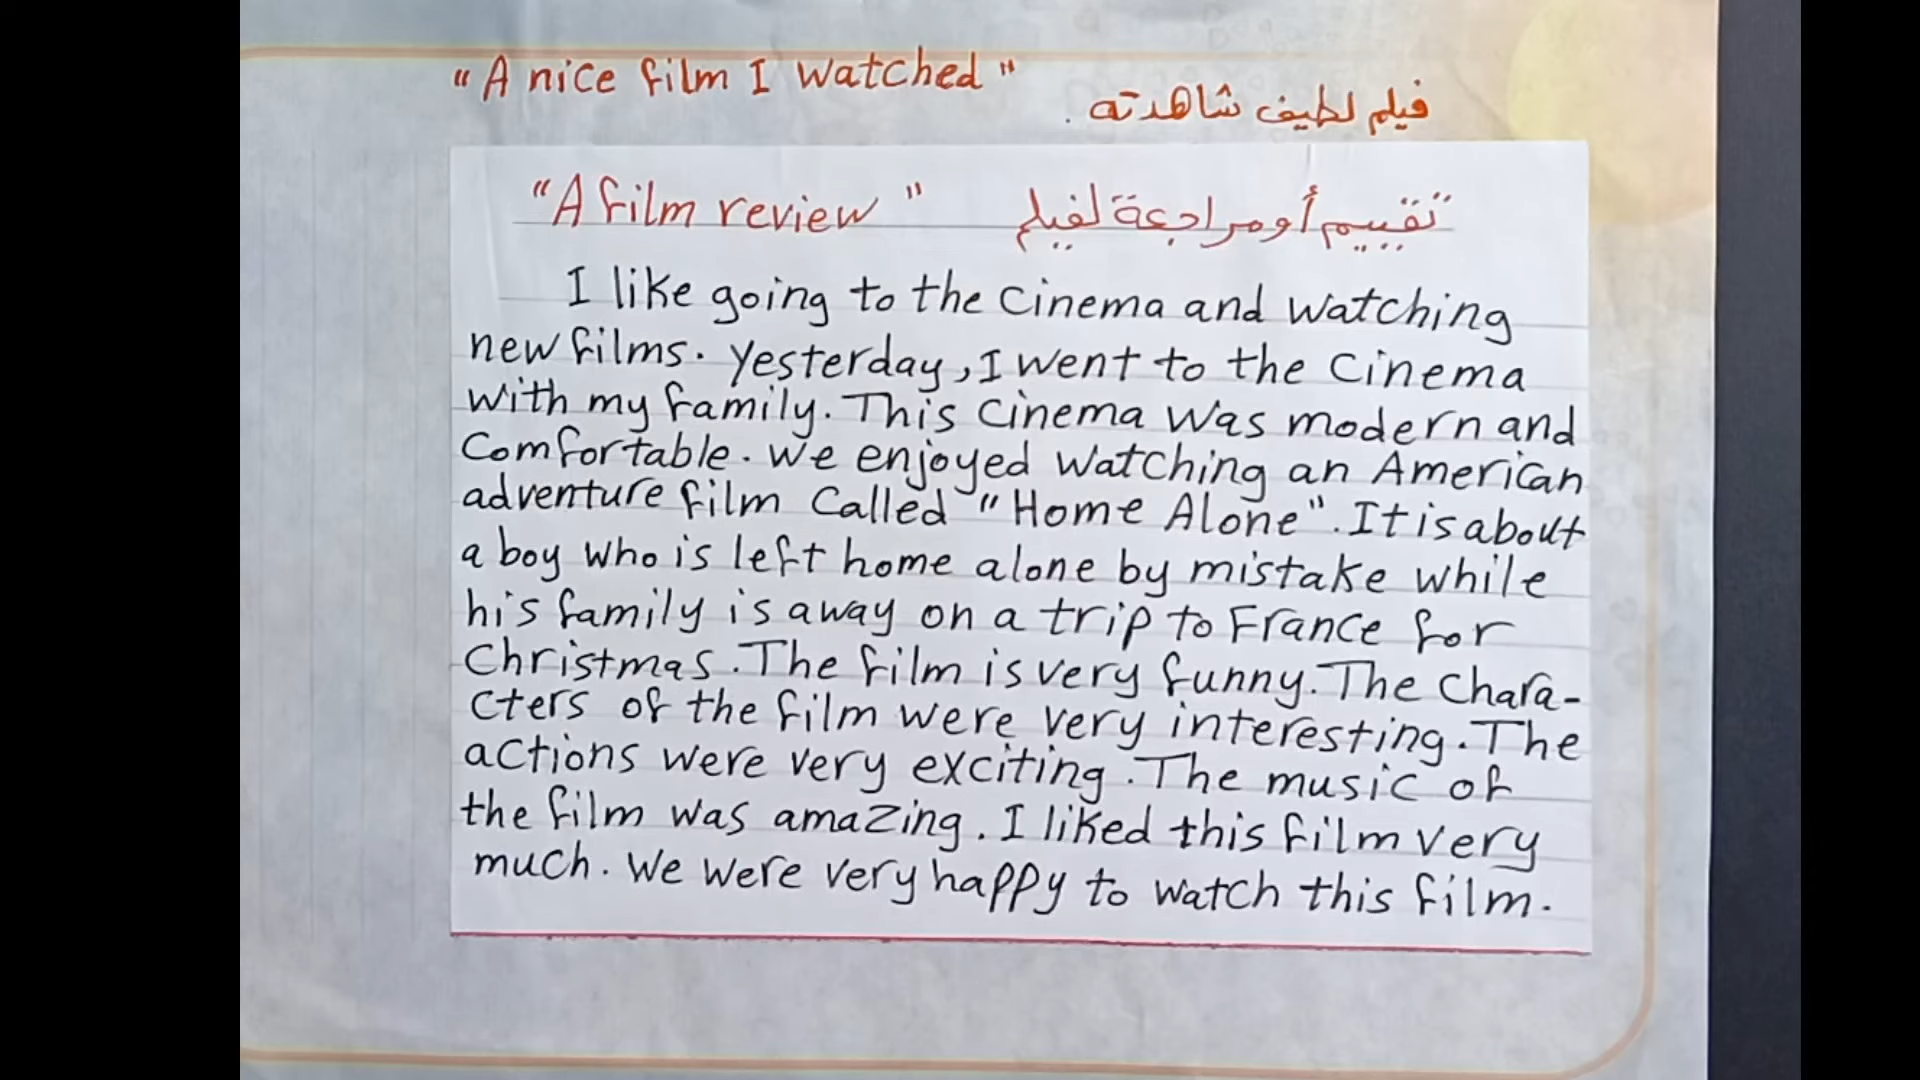 "A nice film I watched"
فيلم لطيف شاهدته.
"A film review"
تقييم أو مراجعة لفيلم
I like going to the cinema and watching
new films. Yesterday, I went to the cinema
with my family. This cinema was modern and
comfortable. We enjoyed watching an American
adventure film called "Home Alone". It is about
a boy who is left home alone by mistake while
his family is away on a trip to France for
Christmas. The film is very funny. The chara-
cters of the film were very interesting. The
actions were very exciting. The music of
the film was amazing. I liked this film very
much. We were very happy to watch this film.